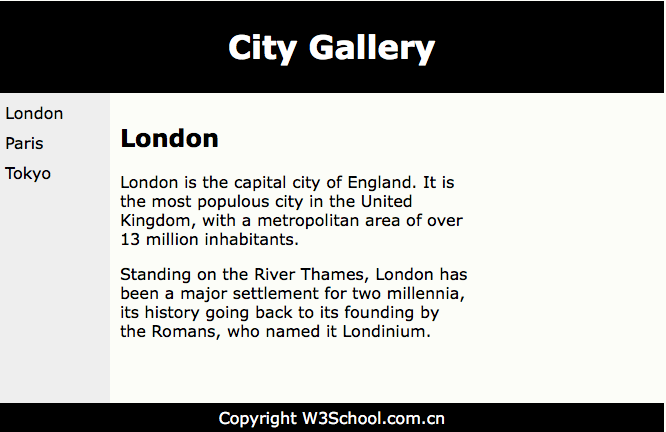 City Gallery
London
Paris
Tokyo
London
London is the capital city of England. It is
the most populous city in the United
Kingdom, with a metropolitan area of over
13 million inhabitants.
Standing on the River Thames, London has
been a major settlement for two millennia,
its history going back to its founding by
the Romans, who named it Londinium.
Copyright W3School.com.cn